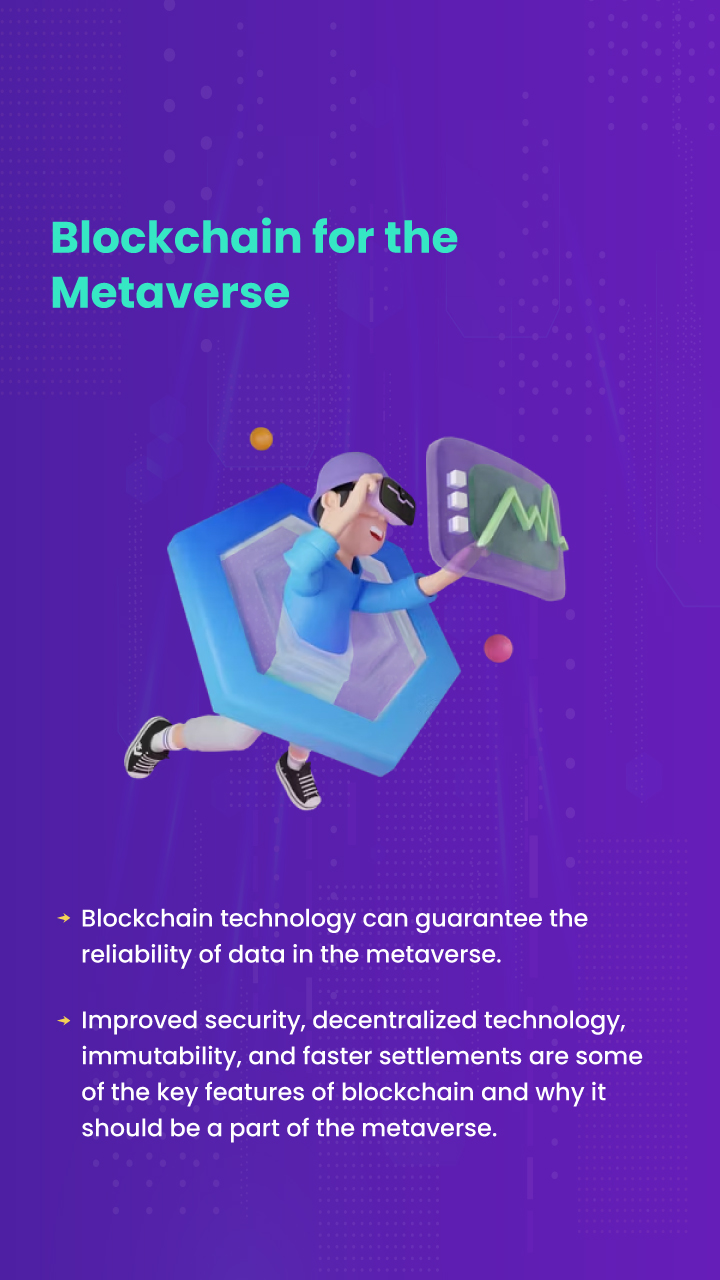 Blockchain for the
Metaverse
Blockchain technology can guarantee the
reliability of data in the metaverse.
Improved security, decentralized technology,
immutability, and faster settlements are some
of the key features of blockchain and why it
should be a part of the metaverse.